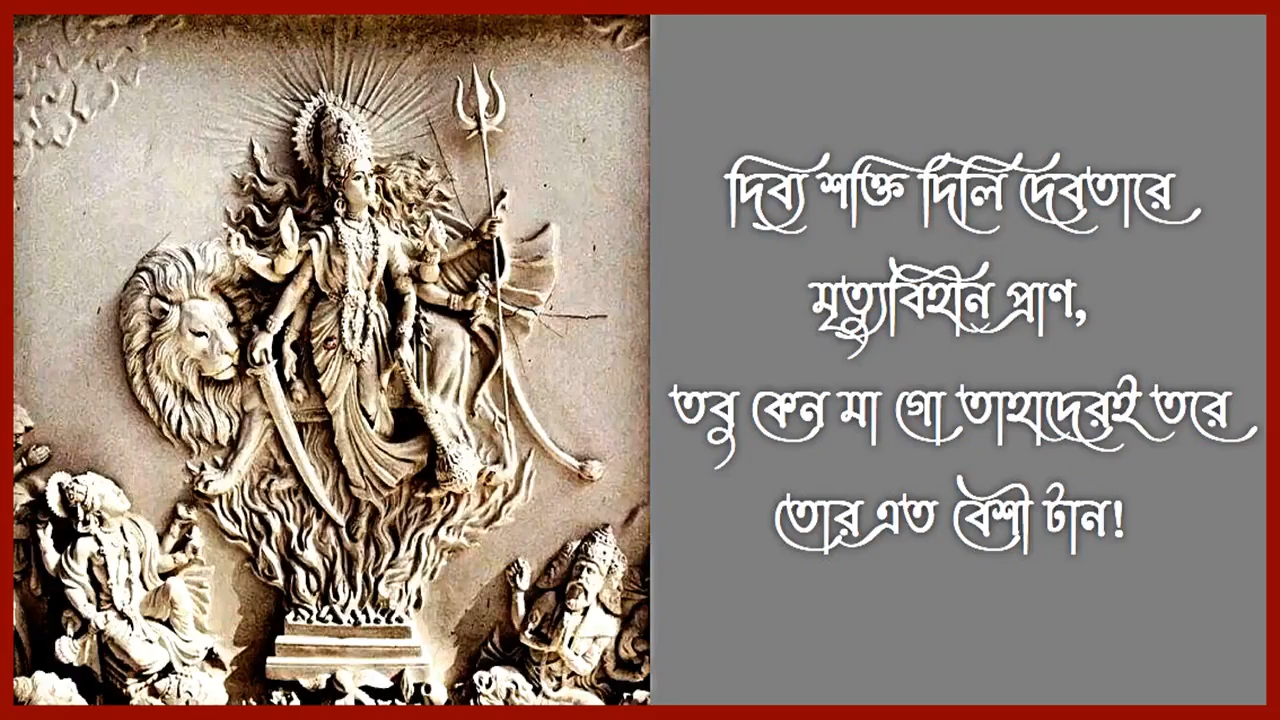 দিব্য শক্তি দিলি দেবতারে
মৃত্যুবিহীন প্রাণ,
তবু কেন মা গো তাহাদেরই তরে
তোর এত বেশী টান!